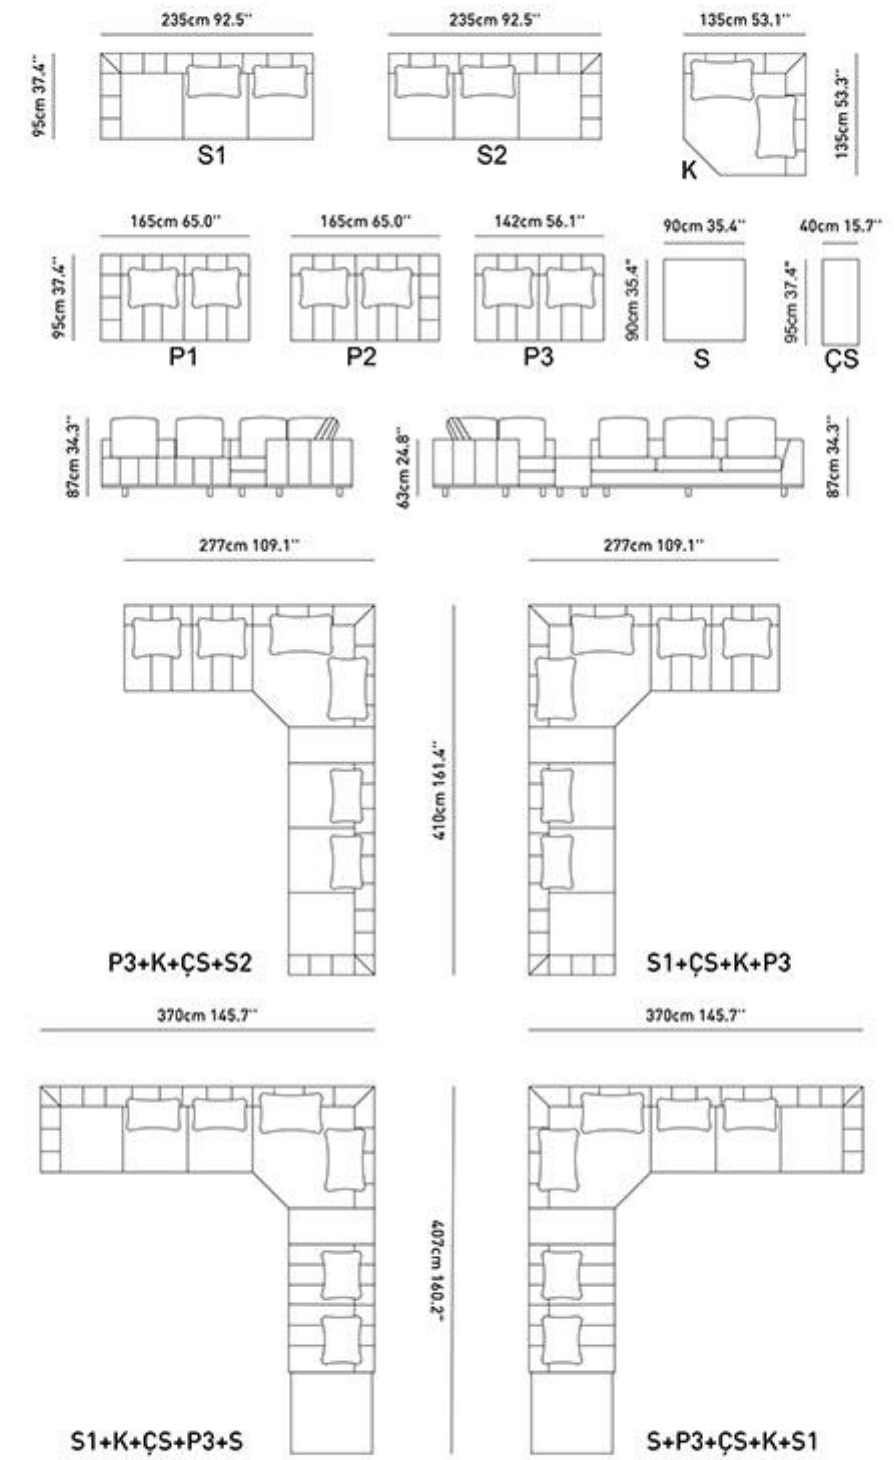 235cm 92.5''
235cm 92.5''
135cm 53.1''
95cm 37.4''
135cm 53.3''
S1
S2
K
165cm 65.0''
165cm 65.0''
142cm 56.1''
90cm 35.4''
40cm 15.7''
95cm 37.4''
90cm 35.4"
95cm 37.4"
P1
P2
P3
S
ÇS
87cm 34.3''
63cm 24.8''
87cm 34.3''
277cm 109.1''
277cm 109.1''
410cm 161.4''
P3+K+ÇS+S2
S1+ÇS+K+P3
370cm 145.7''
370cm 145.7''
407cm 160.2''
S1+K+ÇS+P3+S
S+P3+ÇS+K+S1